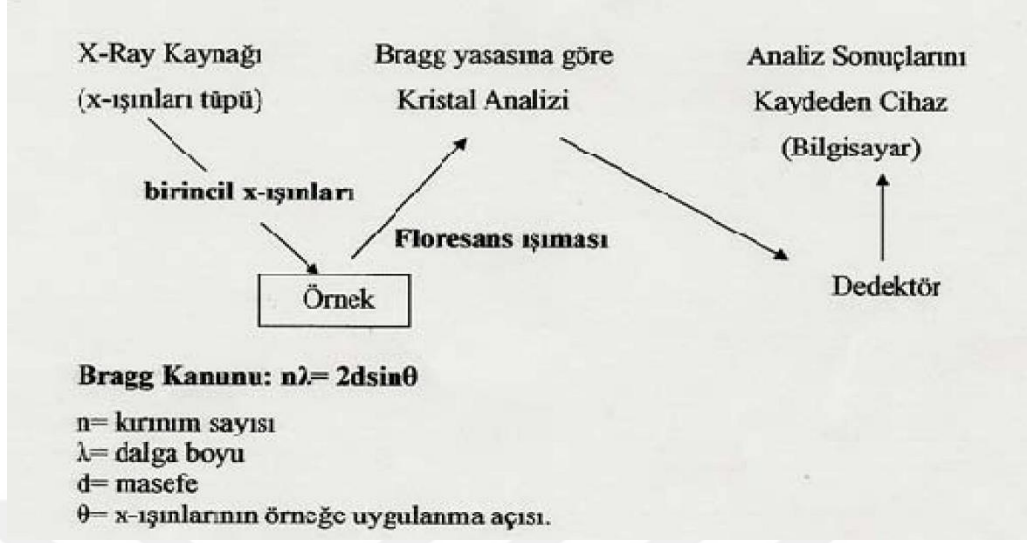 X-Ray Kaynağı
(x-ışınları tüpü)
Bragg yasasına göre
Kristal Analizi
Analiz Sonuçlarını
Kaydeden Cihaz
(Bilgisayar)
birincil x-ışınları
Floresans ışıması
Örnek
Dedektör
Bragg Kanunu: nλ= 2dsinθ
n= kırınım sayısı
λ= dalga boyu
d= masefe
θ= x-ışınlarının örneğe uygulanma açısı.